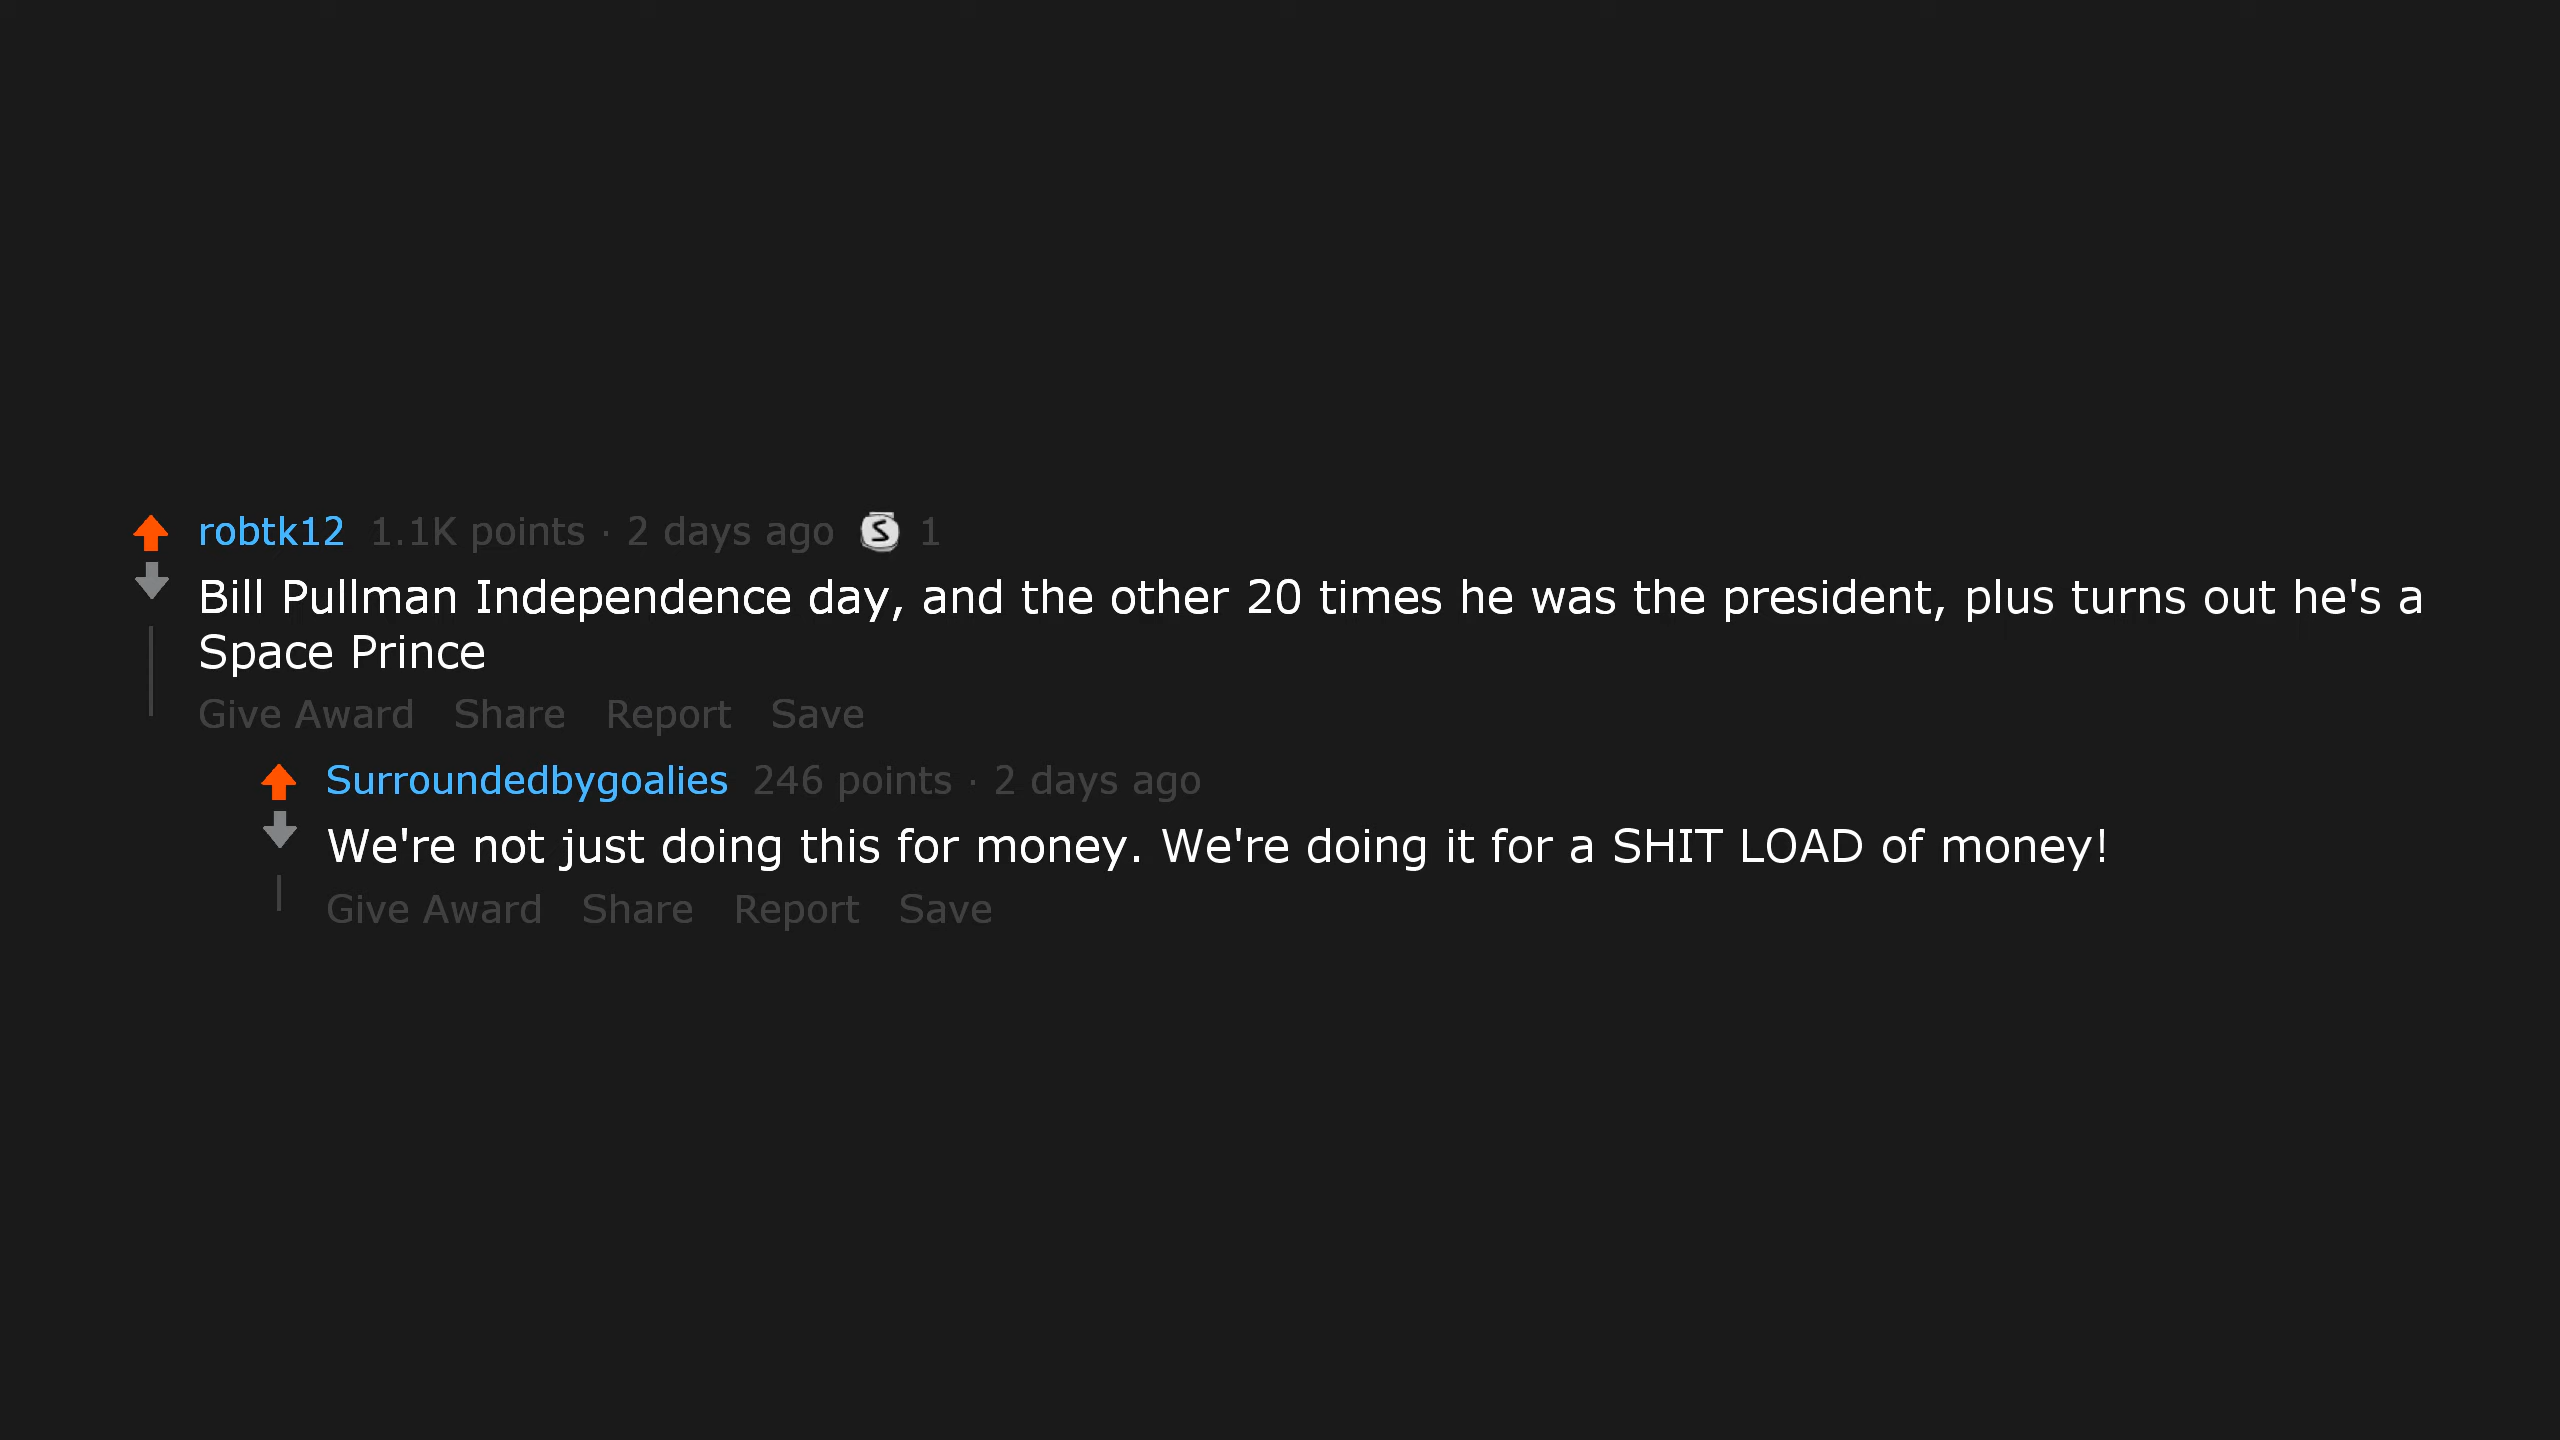 robtk12 1.1K points · 2 days ago S 1
Bill Pullman Independence day, and the other 20 times he was the president, plus turns out he's a
Space Prince
Give Award Share Report Save
Surroundedbygoalies 246 points · 2 days ago
We're not just doing this for money. We're doing it for a SHIT LOAD of money!
Give Award Share Report Save